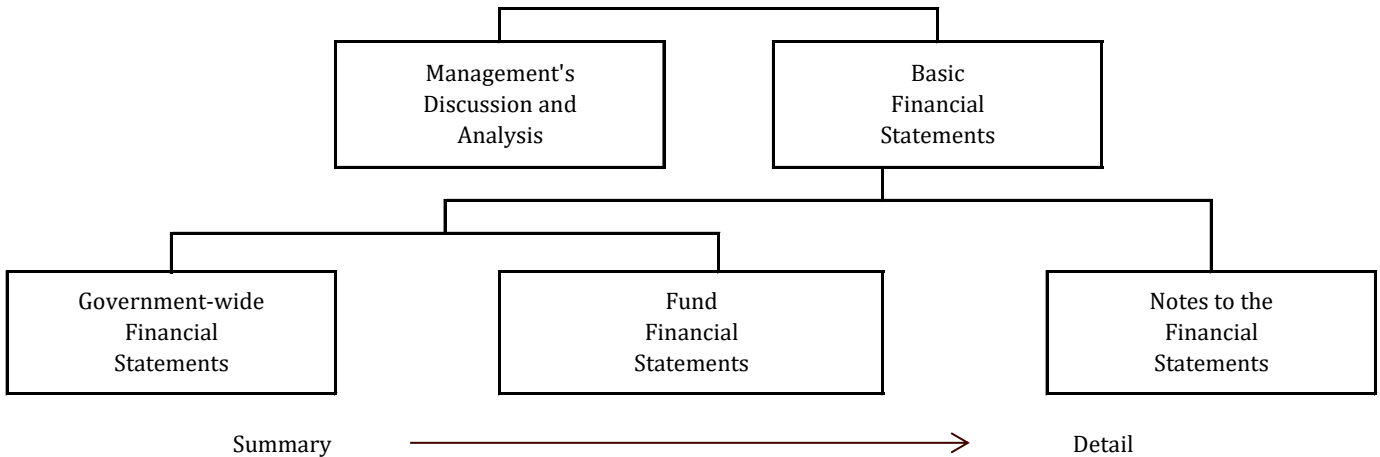 Management's
Discussion and
Analysis
Basic
Financial
Statements
Government-wide
Financial
Statements
Fund
Financial
Statements
Notes to the
Financial
Statements
Summary
Detail